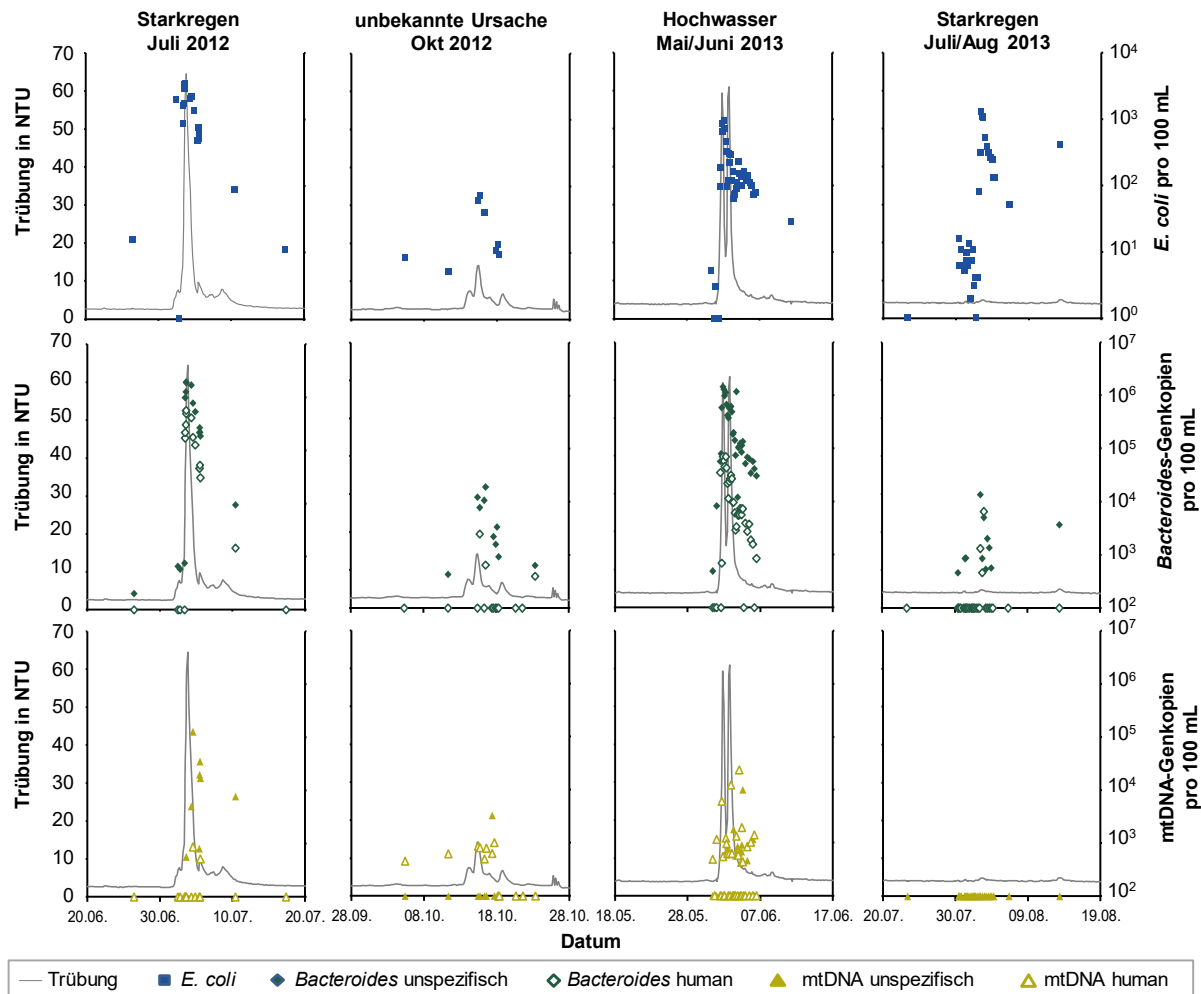 Starkregen
Juli 2012
unbekannte Ursache
Okt 2012
Hochwasser
Mai/Juni 2013
Starkregen
Juli/Aug 2013
Trübung in NTU
70
60
50
40
30
20
10
0
10⁴
10³
10²
10¹
10⁰
E. coli pro 100 mL
Trübung in NTU
70
60
50
40
30
20
10
0
10⁷
10⁶
10⁵
10⁴
10³
10²
Bacteroides-Genkopien
pro 100 mL
Trübung in NTU
70
60
50
40
30
20
10
0
10⁷
10⁶
10⁵
10⁴
10³
10²
mtDNA-Genkopien
pro 100 mL
20.06. 30.06. 10.07. 20.07.
28.09. 08.10. 18.10. 28.10.
18.05. 28.05. 07.06. 17.06.
20.07. 30.07. 09.08. 19.08.
Datum
Trübung E. coli Bacteroides unspezifisch Bacteroides human mtDNA unspezifisch mtDNA human